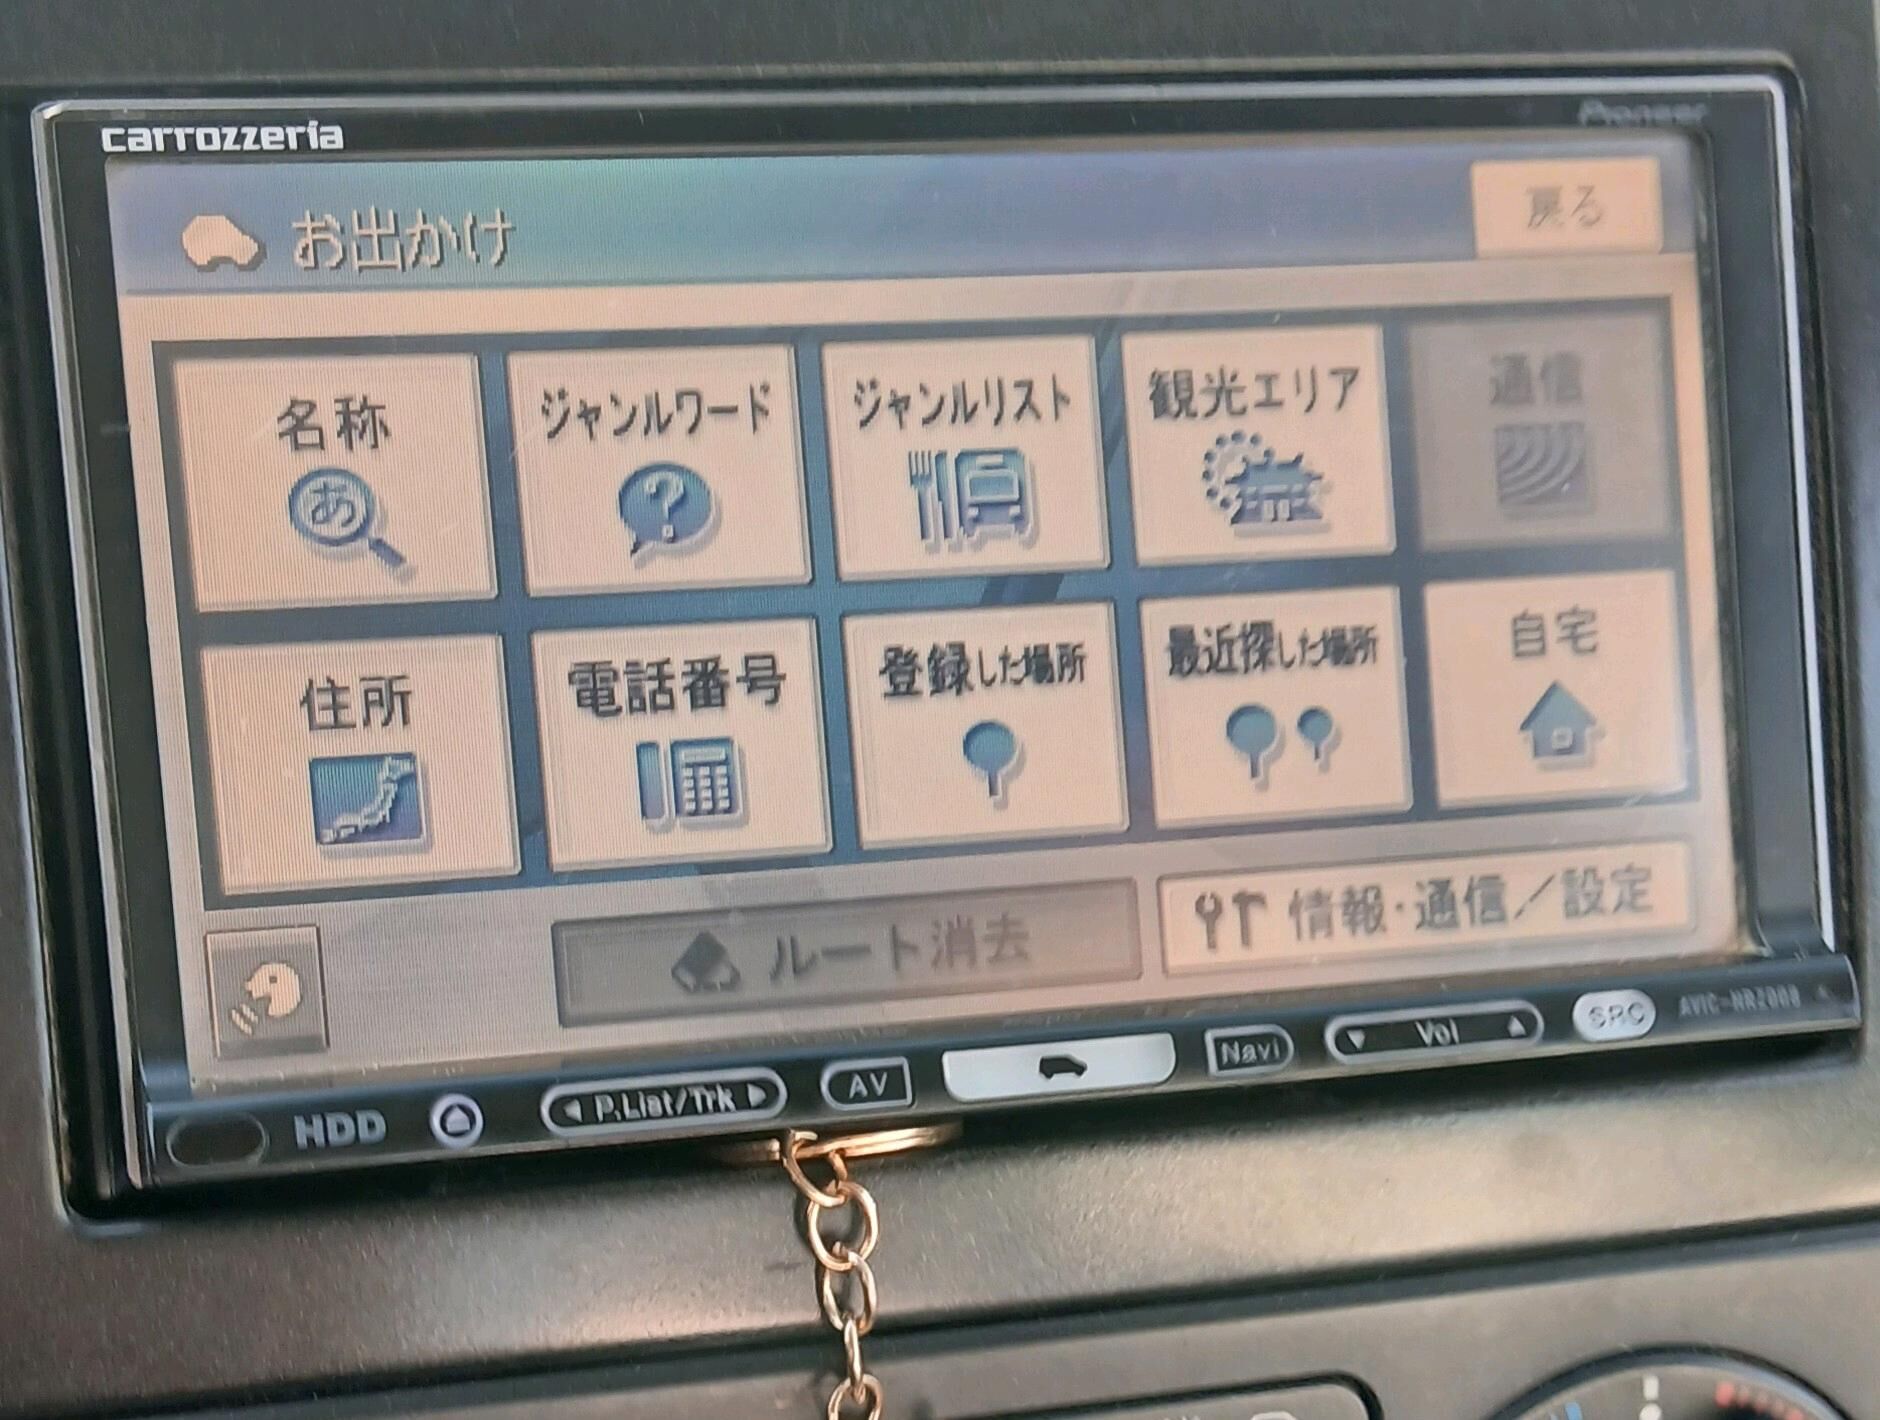 carrozzeria
Pioneer
お出かけ
戻る
名称
あ
ジャンルワード
?
ジャンルリスト
観光エリア
通信
住所
電話番号
登録した場所
最近探した場所
自宅
ルート消去
情報・通信／設定
HDD
◀ P.List/Trk ▶
AV
Navi
▼ Vol ▲
SRC